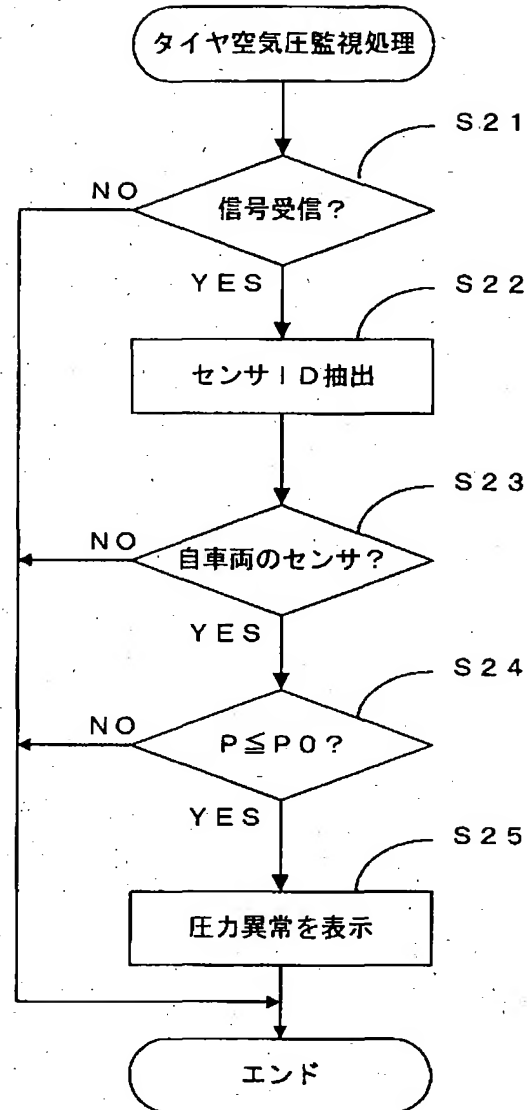 タイヤ空気圧監視処理
S21
NO
信号受信?
YES
S22
センサID抽出
S23
NO
自車両のセンサ?
YES
S24
NO
P≦P0?
YES
S25
圧力異常を表示
エンド